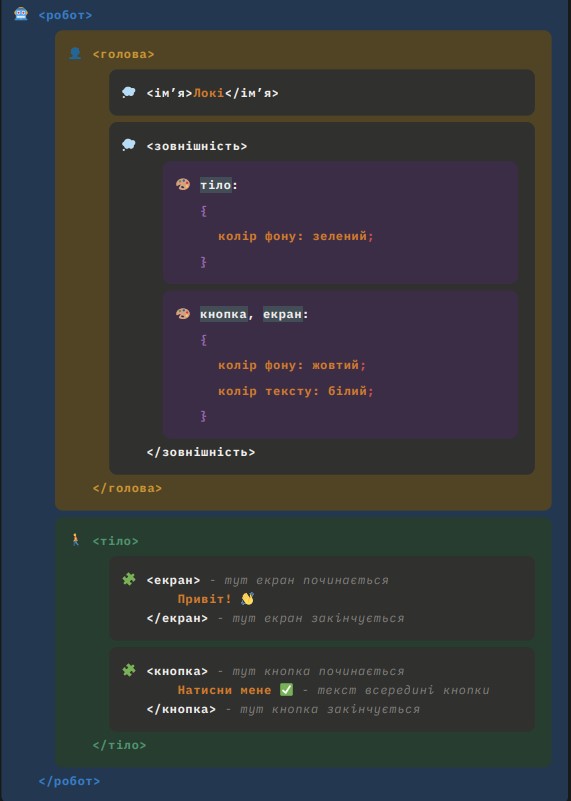 <робот>
<голова>
<ім’я>Локі</ім’я>
<зовнішність>
тіло:
{
колір фону: зелений;
}
кнопка, екран:
{
колір фону: жовтий;
колір тексту: білий;
}
</зовнішність>
</голова>
<тіло>
<екран> - тут екран починається
Привіт! 👋
</екран> - тут екран закінчується
<кнопка> - тут кнопка починається
Натисни мене ✅ - текст всередині кнопки
</кнопка> - тут кнопка закінчується
</тіло>
</робот>